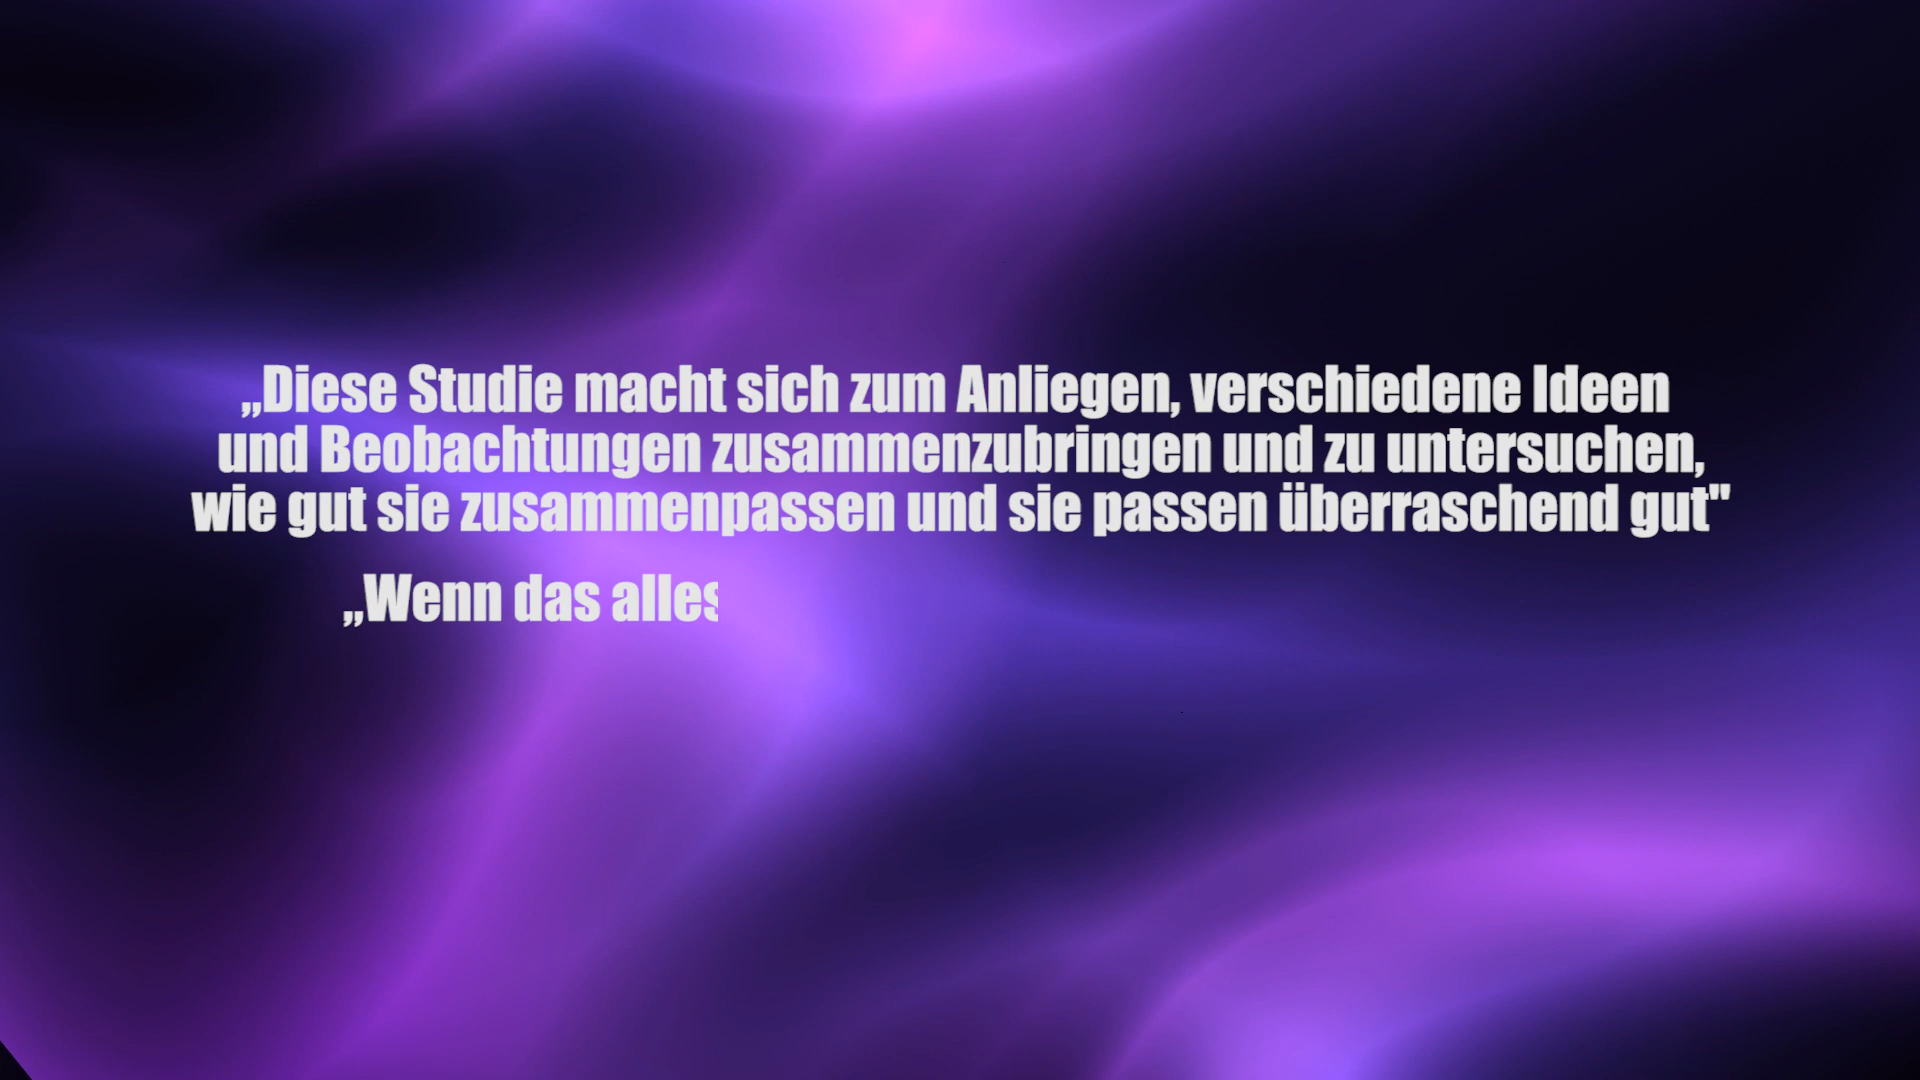 „Diese Studie macht sich zum Anliegen, verschiedene Ideen
und Beobachtungen zusammenzubringen und zu untersuchen,
wie gut sie zusammenpassen und sie passen überraschend gut"
„Wenn das alles